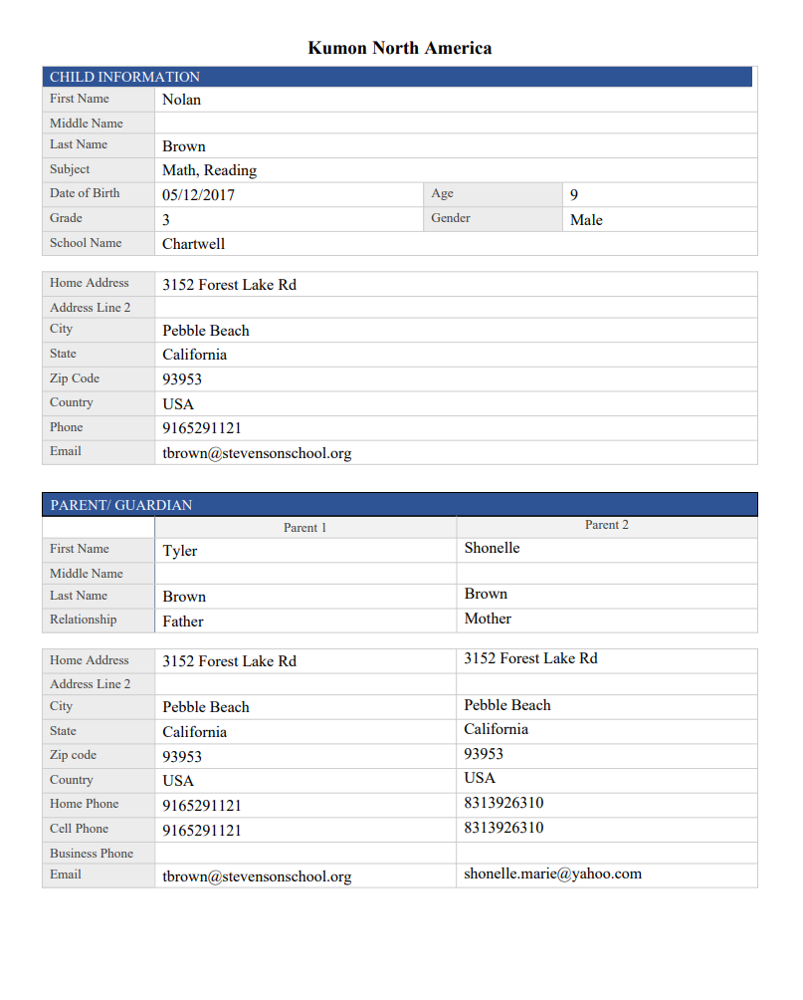 Kumon North America
CHILD INFORMATION
First Name Nolan
Middle Name
Last Name Brown
Subject Math, Reading
Date of Birth 05/12/2017 Age 9
Grade 3 Gender Male
School Name Chartwell
Home Address 3152 Forest Lake Rd
Address Line 2
City Pebble Beach
State California
Zip Code 93953
Country USA
Phone 9165291121
Email tbrown@stevensonschool.org
PARENT/ GUARDIAN
Parent 1 Parent 2
First Name Tyler Shonelle
Middle Name
Last Name Brown Brown
Relationship Father Mother
Home Address 3152 Forest Lake Rd 3152 Forest Lake Rd
Address Line 2
City Pebble Beach Pebble Beach
State California California
Zip code 93953 93953
Country USA USA
Home Phone 9165291121 8313926310
Cell Phone 9165291121 8313926310
Business Phone
Email tbrown@stevensonschool.org shonelle.marie@yahoo.com